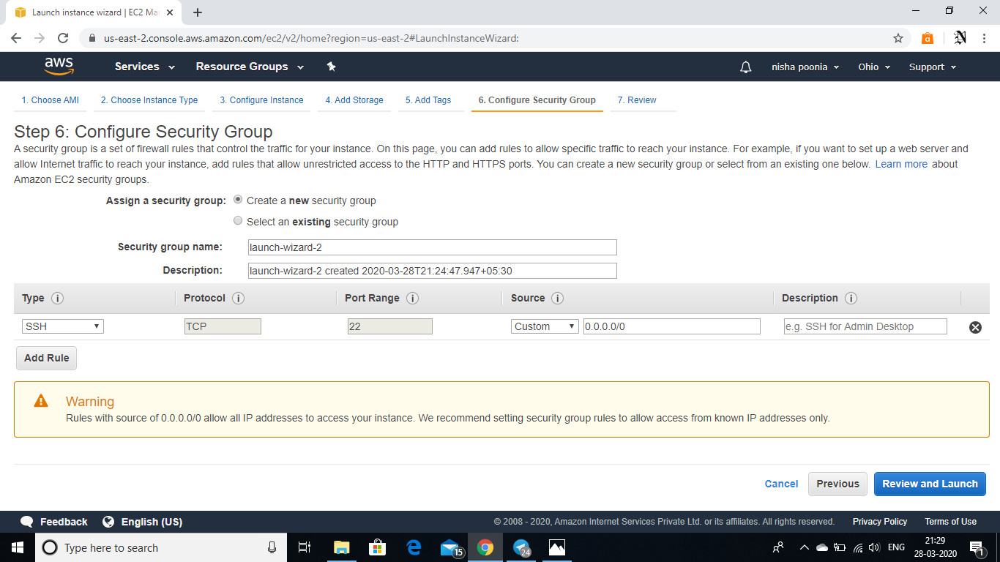 Launch instance wizard | EC2 Ma
us-east-2.console.aws.amazon.com/ec2/v2/home?region=us-east-2#LaunchInstanceWizard:
aws Services Resource Groups nisha poonia Ohio Support
1. Choose AMI 2. Choose Instance Type 3. Configure Instance 4. Add Storage 5. Add Tags 6. Configure Security Group 7. Review
Step 6: Configure Security Group
A security group is a set of firewall rules that control the traffic for your instance. On this page, you can add rules to allow specific traffic to reach your instance. For example, if you want to set up a web server and
allow Internet traffic to reach your instance, add rules that allow unrestricted access to the HTTP and HTTPS ports. You can create a new security group or select from an existing one below. Learn more about
Amazon EC2 security groups.
Assign a security group: Create a new security group
Select an existing security group
Security group name: launch-wizard-2
Description: launch-wizard-2 created 2020-03-28T21:24:47.947+05:30
Type Protocol Port Range Source Description
SSH TCP 22 Custom 0.0.0.0/0 e.g. SSH for Admin Desktop
Add Rule
Warning
Rules with source of 0.0.0.0/0 allow all IP addresses to access your instance. We recommend setting security group rules to allow access from known IP addresses only.
Cancel Previous Review and Launch
Feedback English (US) © 2008 - 2020, Amazon Internet Services Private Ltd. or its affiliates. All rights reserved. Privacy Policy Terms of Use
Type here to search 15 24 ENG 21:29 1
28-03-2020